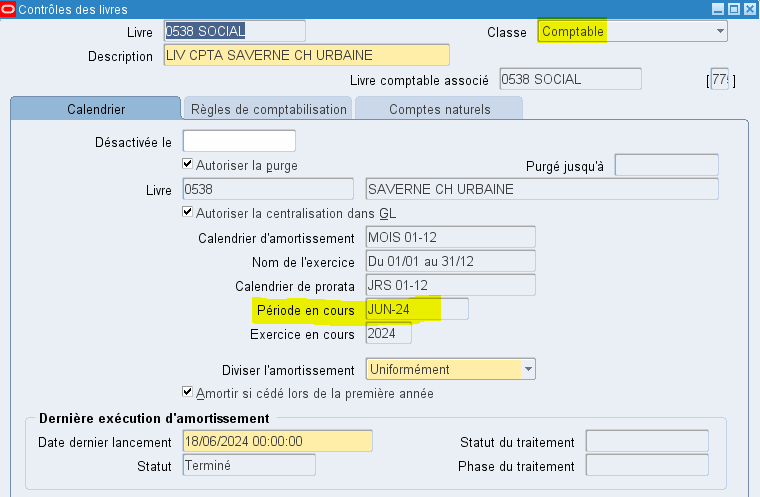 Contrôles des livres
Livre 0538 SOCIAL Classe Comptable
Description LIV CPTA SAVERNE CH URBAINE
Livre comptable associé 0538 SOCIAL [ ]
Calendrier Règles de comptabilisation Comptes naturels
Désactivée le
Autoriser la purge Purgé jusqu'à
Livre 0538 SAVERNE CH URBAINE
Autoriser la centralisation dans GL
Calendrier d'amortissement MOIS 01-12
Nom de l'exercice Du 01/01 au 31/12
Calendrier de prorata JRS 01-12
Période en cours JUN-24
Exercice en cours 2024
Diviser l'amortissement Uniformément
Amortir si cédé lors de la première année
Dernière exécution d'amortissement
Date dernier lancement 18/06/2024 00:00:00 Statut du traitement
Statut Terminé Phase du traitement